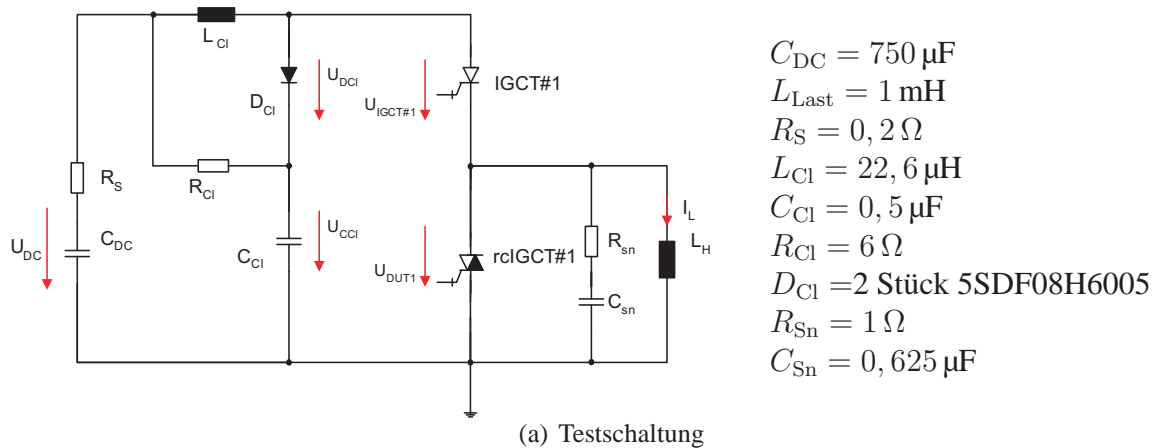 L_Cl
U_DCl
D_Cl
U_IGCT#1
IGCT#1
R_S
R_Cl
U_DC
C_DC
U_CCl
C_Cl
U_DUT1
rcIGCT#1
R_sn
C_sn
I_L
L_H
C_DC = 750 µF
L_Last = 1 mH
R_S = 0, 2 Ω
L_Cl = 22, 6 µH
C_Cl = 0, 5 µF
R_Cl = 6 Ω
D_Cl =2 Stück 5SDF08H6005
R_Sn = 1 Ω
C_Sn = 0, 625 µF
(a) Testschaltung